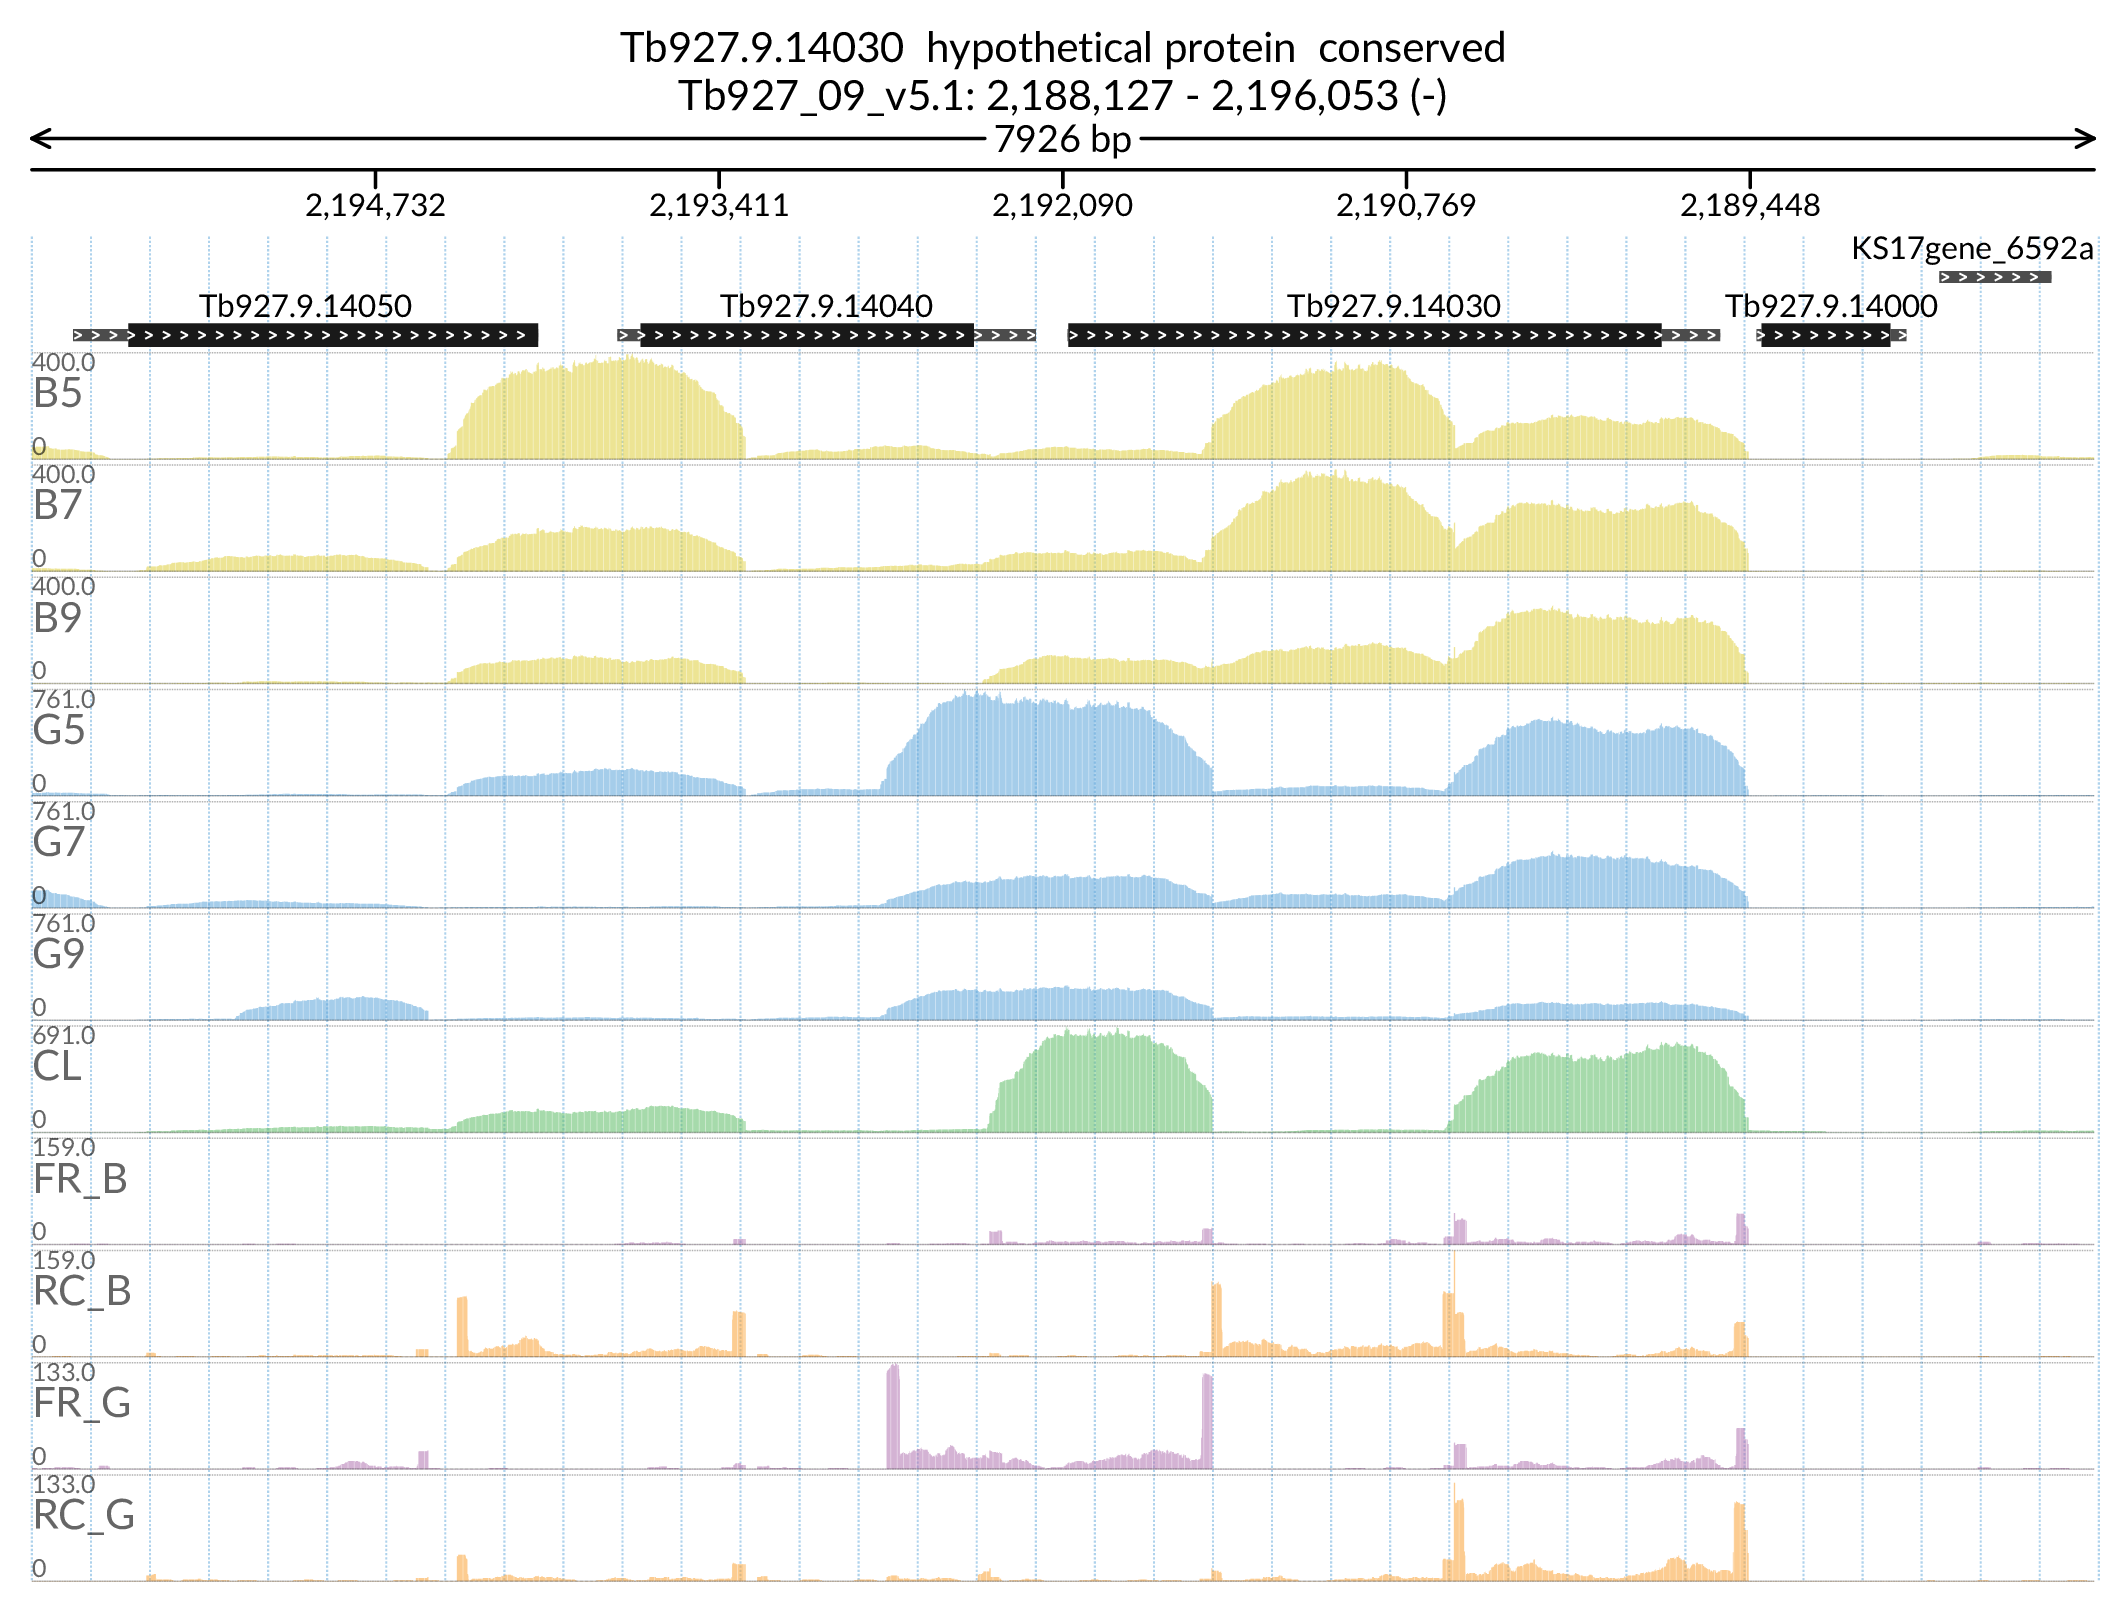 Tb927.9.14030 hypothetical protein conserved
Tb927_09_v5.1: 2,188,127 - 2,196,053 (-)
7926 bp
2,194,732 2,193,411 2,192,090 2,190,769 2,189,448
KS17gene_6592a
Tb927.9.14050 Tb927.9.14040 Tb927.9.14030 Tb927.9.14000
400.0
B5
0
400.0
B7
0
400.0
B9
0
761.0
G5
0
761.0
G7
0
761.0
G9
0
691.0
CL
0
159.0
FR_B
0
159.0
RC_B
0
133.0
FR_G
0
133.0
RC_G
0